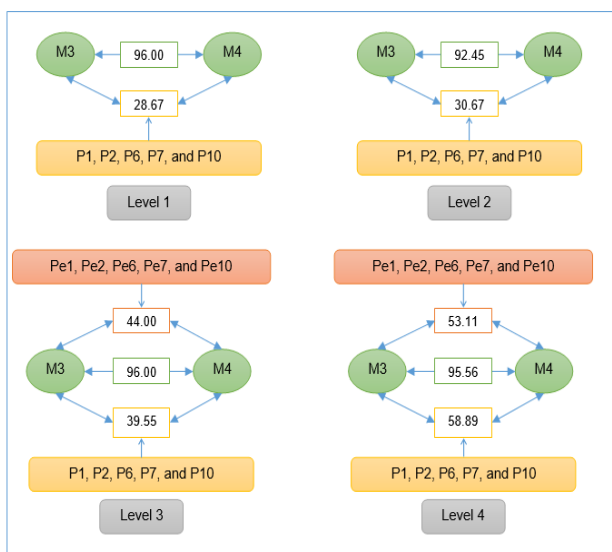 M3
96.00
M4
28.67
P1, P2, P6, P7, and P10
Level 1
M3
92.45
M4
30.67
P1, P2, P6, P7, and P10
Level 2
Pe1, Pe2, Pe6, Pe7, and Pe10
44.00
M3
96.00
M4
39.55
P1, P2, P6, P7, and P10
Level 3
Pe1, Pe2, Pe6, Pe7, and Pe10
53.11
M3
95.56
M4
58.89
P1, P2, P6, P7, and P10
Level 4